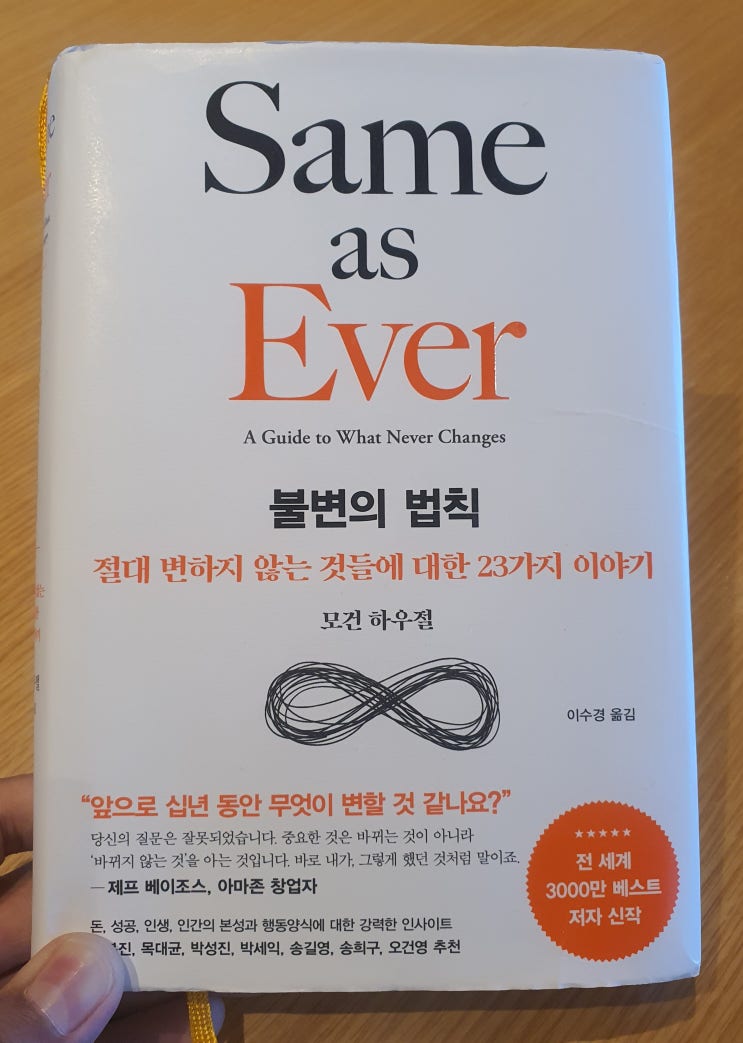 Same
as
Ever
A Guide to What Never Changes
불변의 법칙
절대 변하지 않는 것들에 대한 23가지 이야기
모건 하우절
이수경 옮김
“앞으로 십년 동안 무엇이 변할 것 같나요?”
당신의 질문은 잘못되었습니다. 중요한 것은 바뀌는 것이 아니라
‘바뀌지 않는 것’을 아는 것입니다. 바로 내가, 그렇게 했던 것처럼 말이죠.
— 제프 베이조스, 아마존 창업자
돈, 성공, 인생, 인간의 본성과 행동양식에 대한 강력한 인사이트
목대균, 박성진, 박세익, 송길영, 송희구, 오건영 추천
★★★★★
전 세계
3000만 베스트
저자 신작